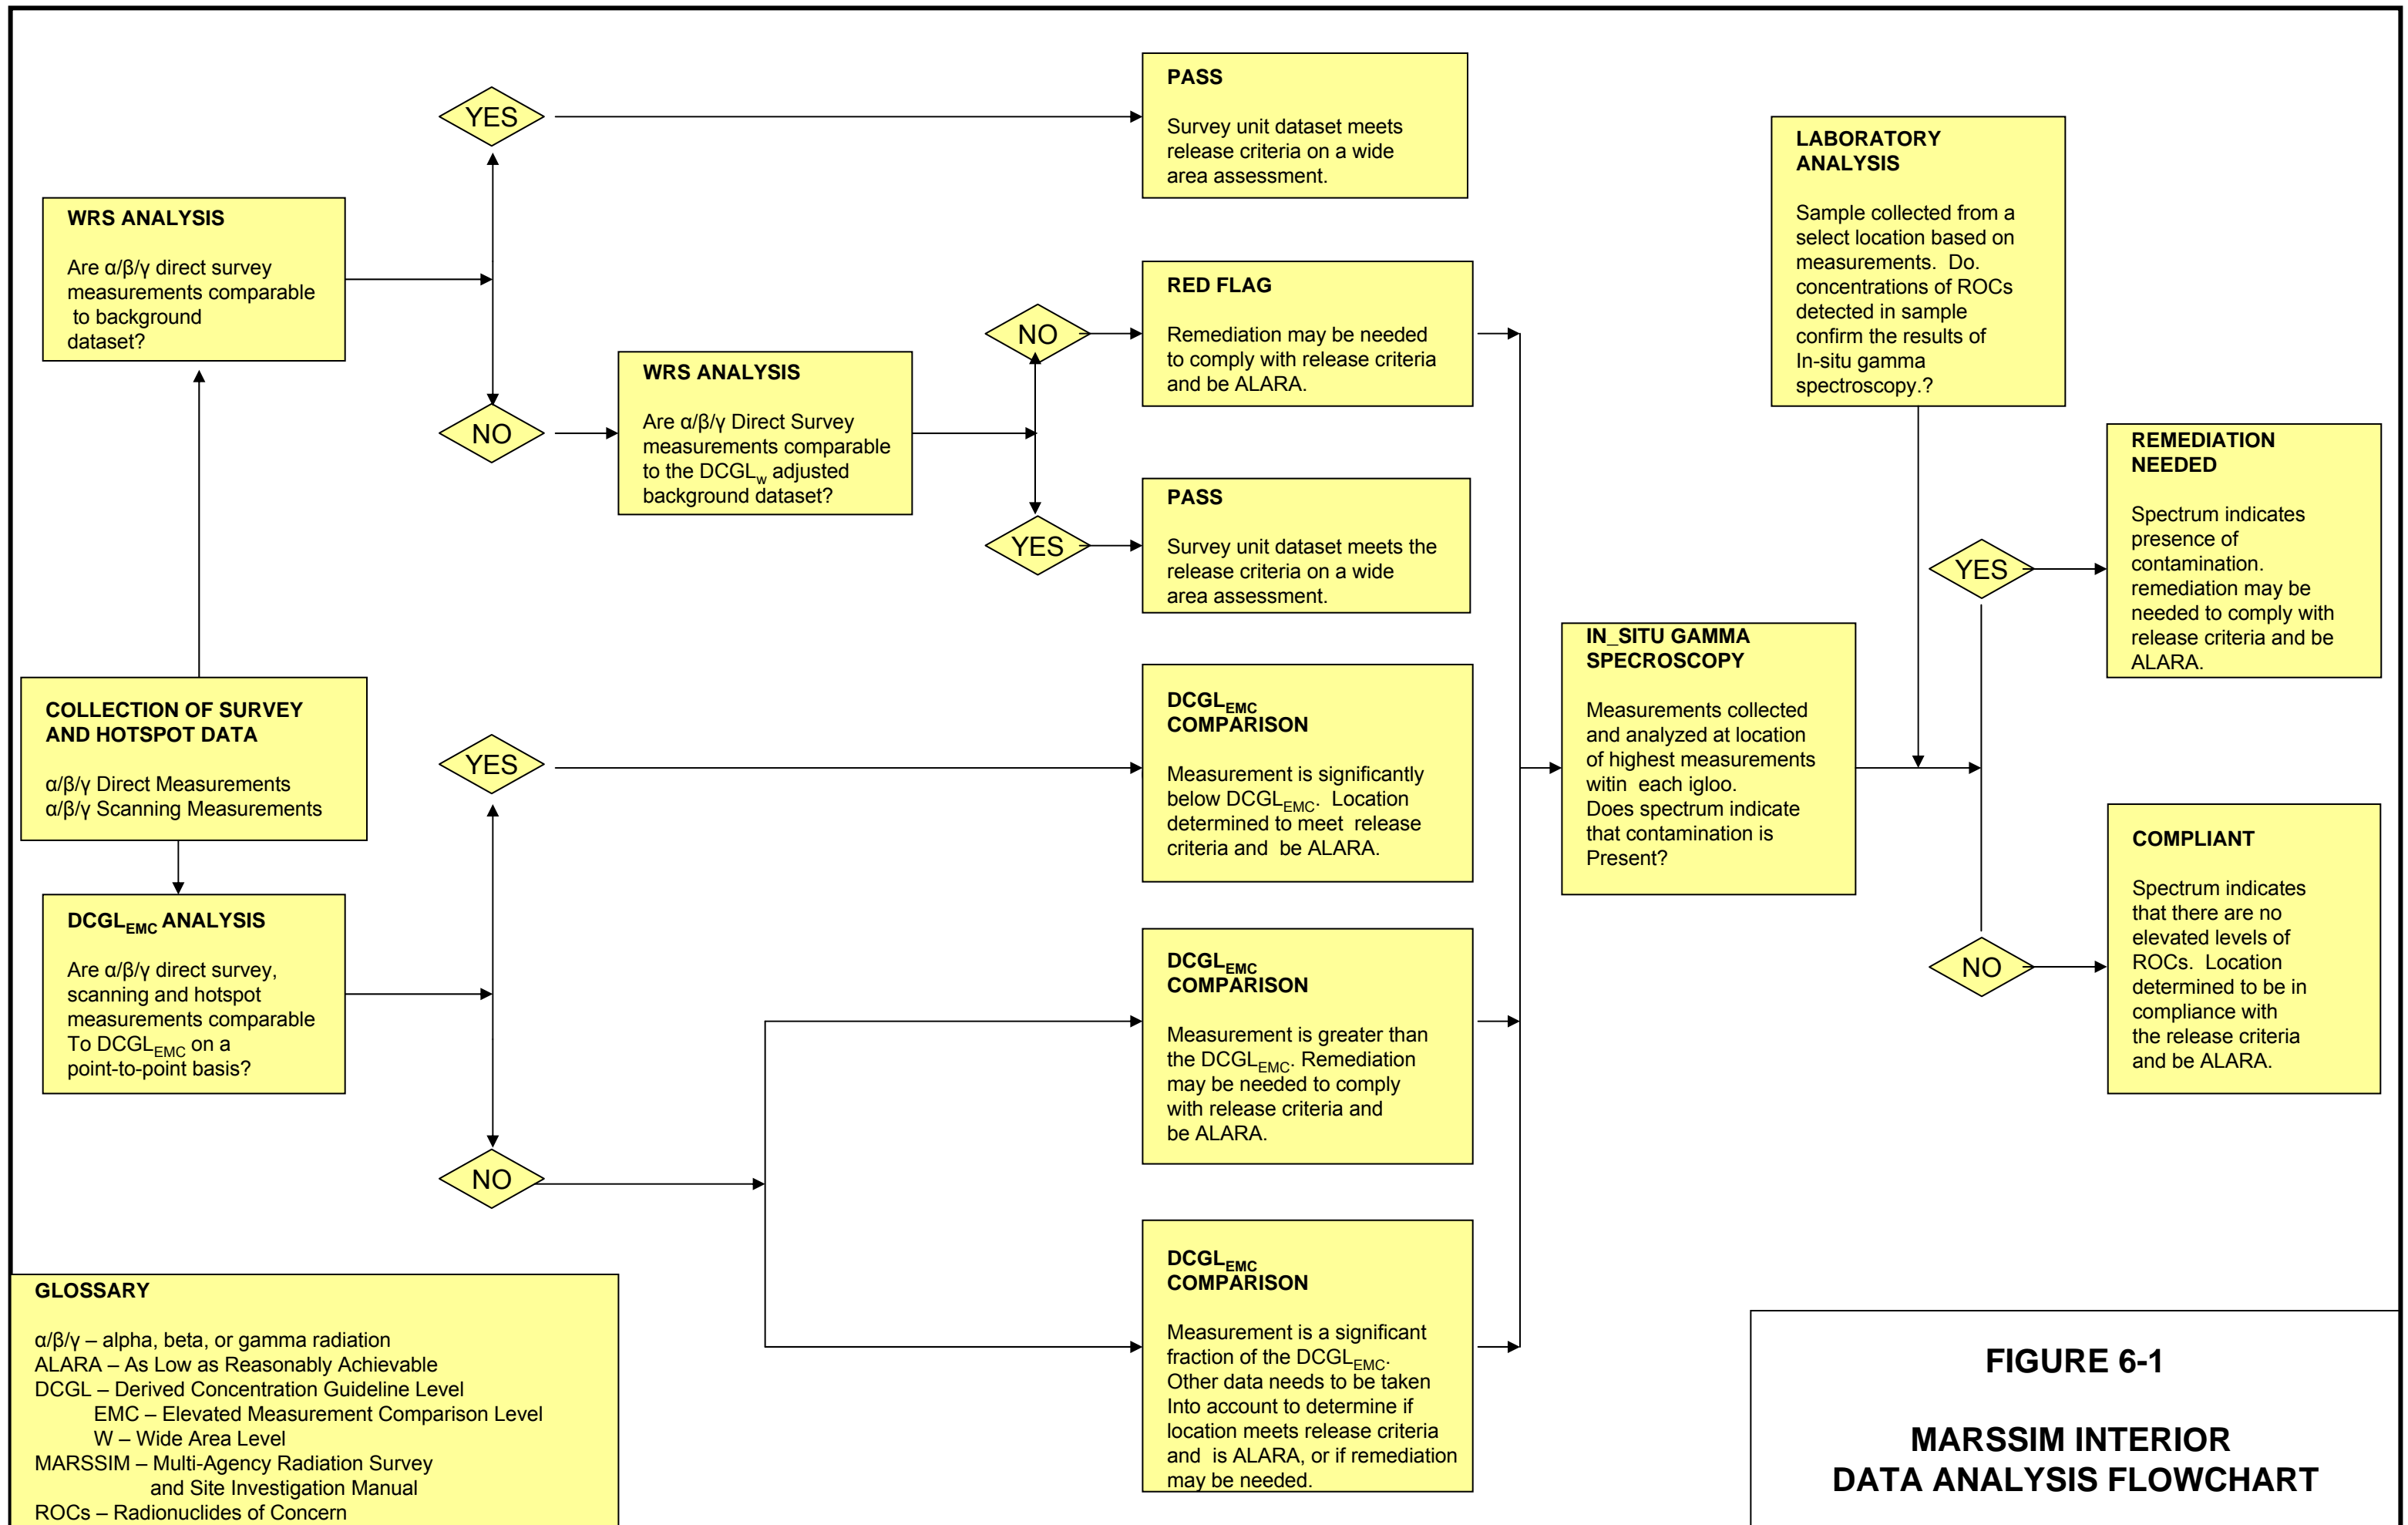 YES
PASS
Survey unit dataset meets
release criteria on a wide
area assessment.
LABORATORY
ANALYSIS
Sample collected from a
select location based on
measurements.  Do.
concentrations of ROCs
detected in sample
confirm the results of
In-situ gamma
spectroscopy.?
WRS ANALYSIS
Are α/β/γ direct survey
measurements comparable
to background
dataset?
NO
WRS ANALYSIS
Are α/β/γ Direct Survey
measurements comparable
to the DCGLw adjusted
background dataset?
NO
RED FLAG
Remediation may be needed
to comply with release criteria
and be ALARA.
YES
PASS
Survey unit dataset meets the
release criteria on a wide
area assessment.
COLLECTION OF SURVEY
AND HOTSPOT DATA
α/β/γ Direct Measurements
α/β/γ Scanning Measurements
DCGLEMC ANALYSIS
Are α/β/γ direct survey,
scanning and hotspot
measurements comparable
To DCGLEMC on a
point-to-point basis?
YES
DCGLEMC
COMPARISON
Measurement is significantly
below DCGLEMC.  Location
determined to meet  release
criteria and  be ALARA.
NO
DCGLEMC
COMPARISON
Measurement is greater than
the DCGLEMC. Remediation
may be needed to comply
with release criteria and
be ALARA.
DCGLEMC
COMPARISON
Measurement is a significant
fraction of the DCGLEMC.
Other data needs to be taken
Into account to determine if
location meets release criteria
and  is ALARA, or if remediation
may be needed.
IN_SITU GAMMA
SPECROSCOPY
Measurements collected
and analyzed at location
of highest measurements
witin  each igloo.
Does spectrum indicate
that contamination is
Present?
YES
REMEDIATION
NEEDED
Spectrum indicates
presence of
contamination.
remediation may be
needed to comply with
release criteria and be
ALARA.
NO
COMPLIANT
Spectrum indicates
that there are no
elevated levels of
ROCs.  Location
determined to be in
compliance with
the release criteria
and be ALARA.
GLOSSARY
α/β/γ – alpha, beta, or gamma radiation
ALARA – As Low as Reasonably Achievable
DCGL – Derived Concentration Guideline Level
EMC – Elevated Measurement Comparison Level
W – Wide Area Level
MARSSIM – Multi-Agency Radiation Survey
and Site Investigation Manual
ROCs – Radionuclides of Concern
FIGURE 6-1
MARSSIM INTERIOR
DATA ANALYSIS FLOWCHART